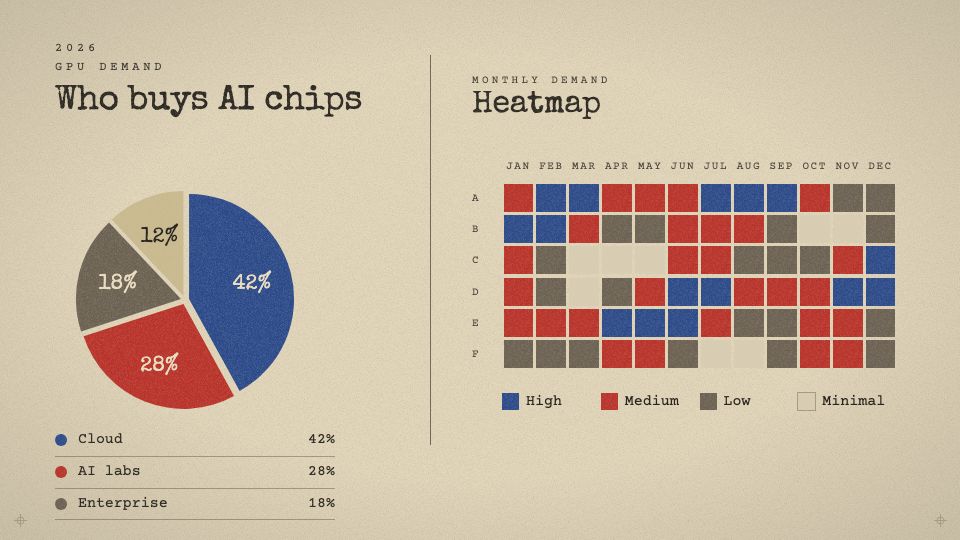 2026
GPU DEMAND
Who buys AI chips
12%
42%
18%
28%
Cloud 42%
AI labs 28%
Enterprise 18%
MONTHLY DEMAND
Heatmap
JAN FEB MAR APR MAY JUN JUL AUG SEP OCT NOV DEC
A
B
C
D
E
F
High Medium Low Minimal